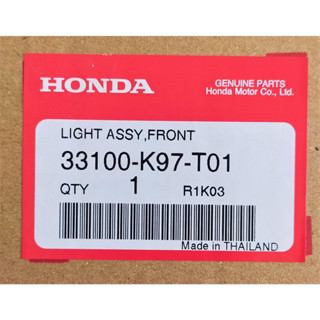 HONDA
GENUINE PARTS
Honda Motor Co., Ltd.
LIGHT ASSY,FRONT
33100-K97-T01
QTY 1 R1K03
Made in THAILAND